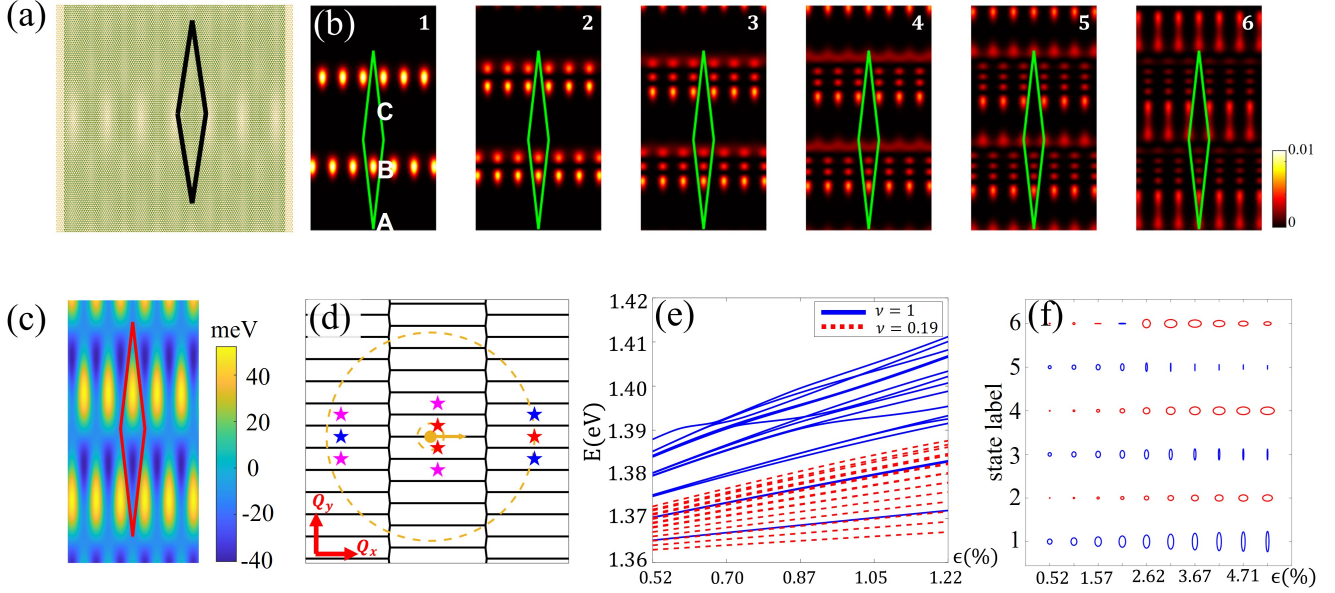 (a)
(b)
1
2
3
4
5
6
C
B
A
0.01
0
(c)
meV
40
20
0
-20
-40
(d)
Q_y
Q_x
(e)
E(eV)
1.42
1.41
1.40
1.39
1.38
1.37
1.36
ν = 1
ν = 0.19
0.52 0.70 0.87 1.05 1.22
ϵ(%)
(f)
state label
6
5
4
3
2
1
0.52 1.57 2.62 3.67 4.71 ϵ(%)